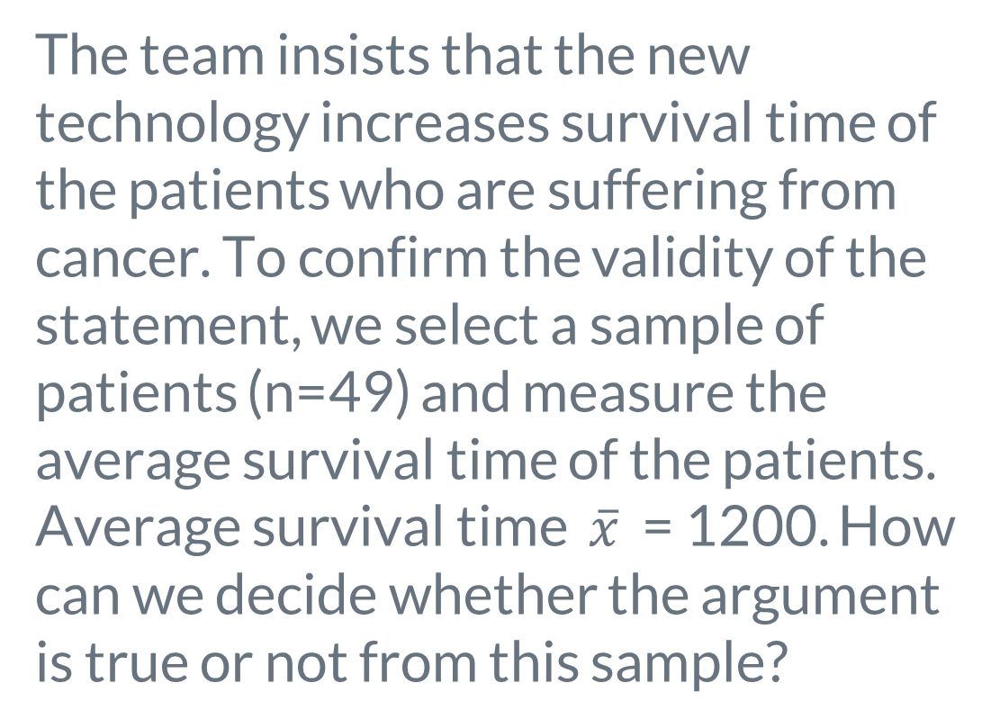 The team insists that the new
technology increases survival time of
the patients who are suffering from
cancer. To confirm the validity of the
statement, we select a sample of
patients (n=49) and measure the
average survival time of the patients.
Average survival time x̄ = 1200. How
can we decide whether the argument
is true or not from this sample?